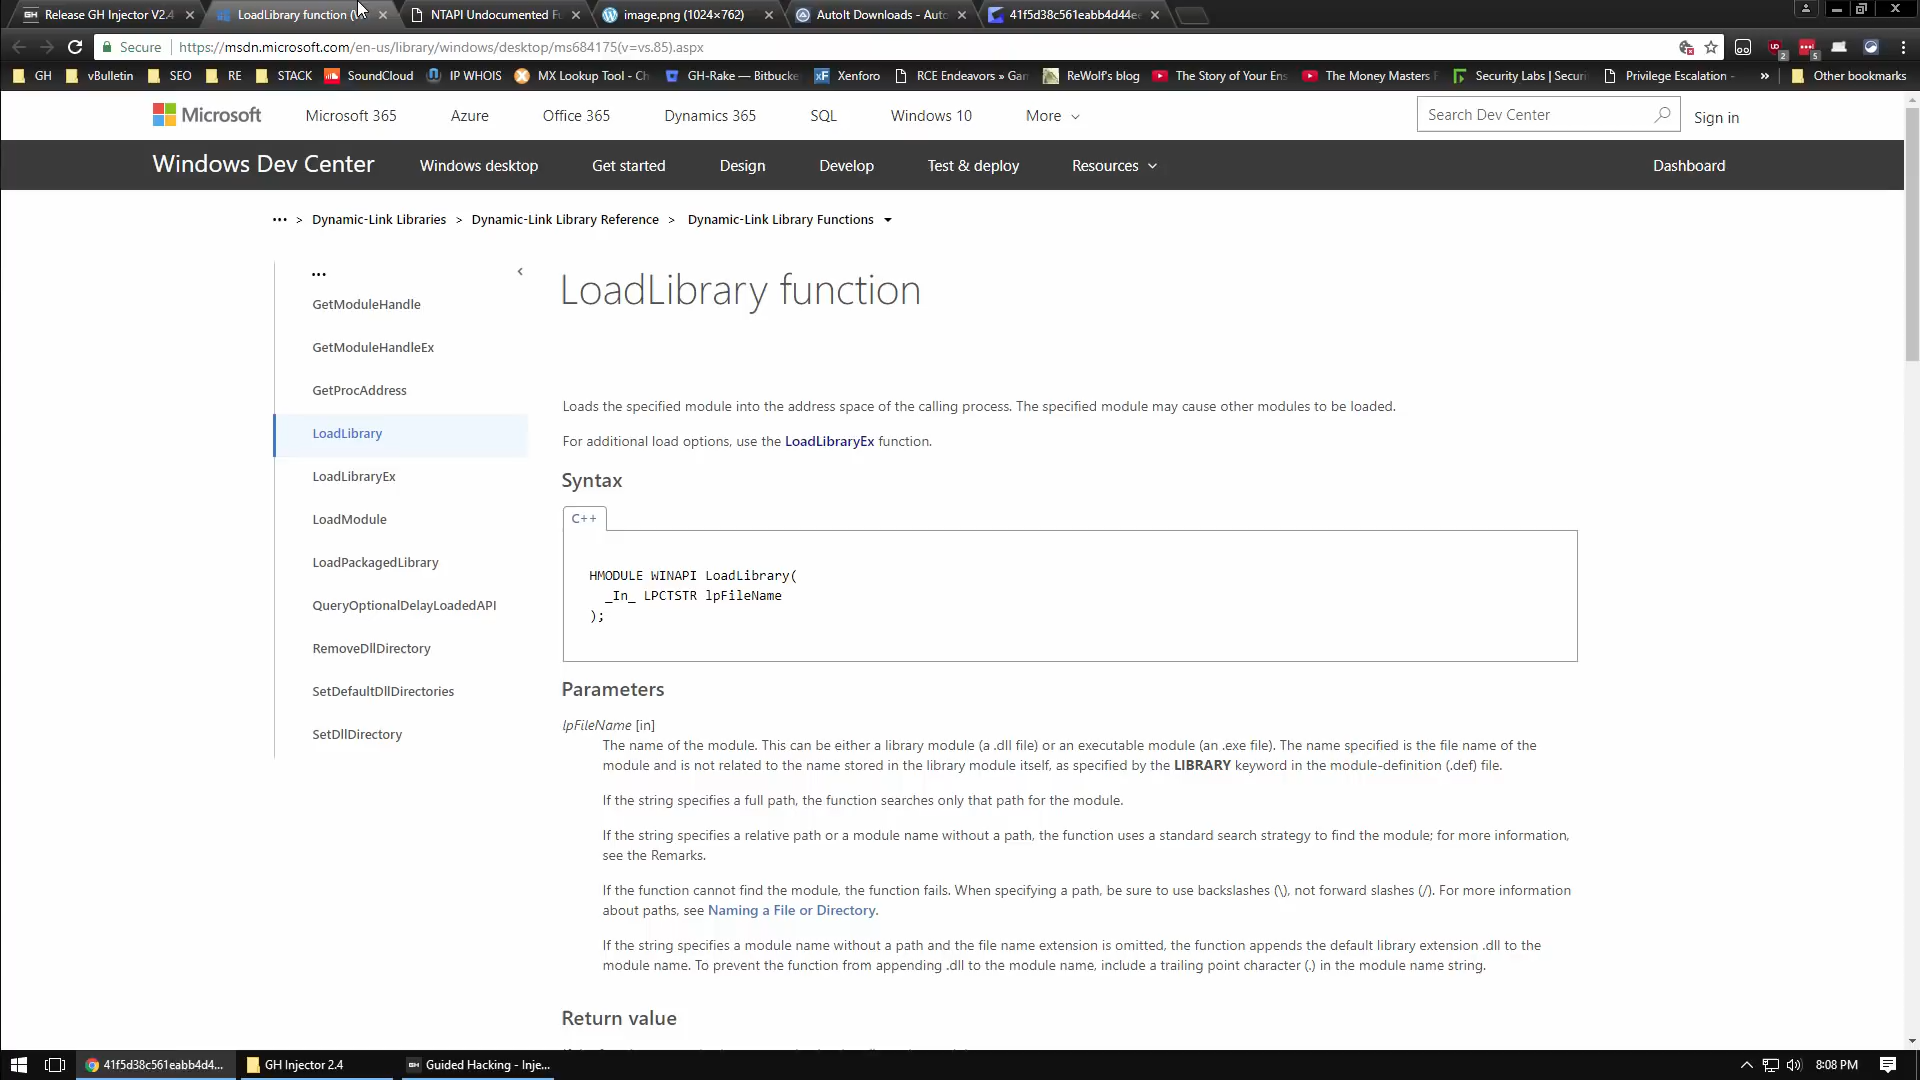 Release GH Injector V2.4
LoadLibrary function (
NTAPI Undocumented Fu
image.png (1024×762)
AutoIt Downloads - Auto
41f5d38c561eabb4d44ee
Secure
https://msdn.microsoft.com/en-us/library/windows/desktop/ms684175(v=vs.85).aspx
GH
vBulletin
SEO
RE
STACK
SoundCloud
IP WHOIS
MX Lookup Tool - Ch
GH-Rake — Bitbucke
Xenforo
RCE Endeavors » Gam
ReWolf's blog
The Story of Your Ens
The Money Masters F
Security Labs | Securi
Privilege Escalation -
»
Other bookmarks
Microsoft
Microsoft 365
Azure
Office 365
Dynamics 365
SQL
Windows 10
More
Search Dev Center
Sign in
Windows Dev Center
Windows desktop
Get started
Design
Develop
Test & deploy
Resources
Dashboard
••• > Dynamic-Link Libraries > Dynamic-Link Library Reference > Dynamic-Link Library Functions
...
GetModuleHandle
GetModuleHandleEx
GetProcAddress
LoadLibrary
LoadLibraryEx
LoadModule
LoadPackagedLibrary
QueryOptionalDelayLoadedAPI
RemoveDllDirectory
SetDefaultDllDirectories
SetDllDirectory
LoadLibrary function
Loads the specified module into the address space of the calling process. The specified module may cause other modules to be loaded.
For additional load options, use the LoadLibraryEx function.
Syntax
C++
HMODULE WINAPI LoadLibrary(
_In_ LPCTSTR lpFileName
);
Parameters
lpFileName [in]
The name of the module. This can be either a library module (a .dll file) or an executable module (an .exe file). The name specified is the file name of the
module and is not related to the name stored in the library module itself, as specified by the LIBRARY keyword in the module-definition (.def) file.
If the string specifies a full path, the function searches only that path for the module.
If the string specifies a relative path or a module name without a path, the function uses a standard search strategy to find the module; for more information,
see the Remarks.
If the function cannot find the module, the function fails. When specifying a path, be sure to use backslashes (\), not forward slashes (/). For more information
about paths, see Naming a File or Directory.
If the string specifies a module name without a path and the file name extension is omitted, the function appends the default library extension .dll to the
module name. To prevent the function from appending .dll to the module name, include a trailing point character (.) in the module name string.
Return value
41f5d38c561eabb4d4...
GH Injector 2.4
Guided Hacking - Inje...
8:08 PM